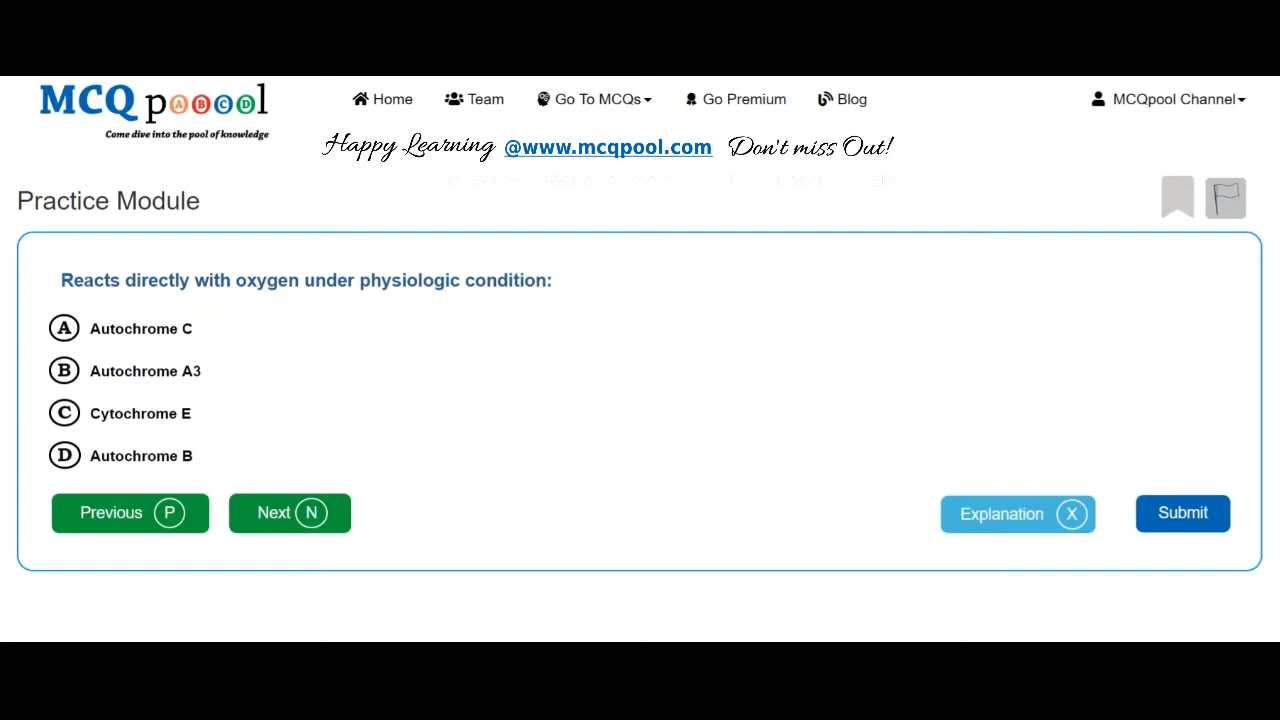 MCQ pooool
Come dive into the pool of knowledge
Home Team Go To MCQs Go Premium Blog MCQpool Channel
Happy Learning @www.mcqpool.com Don't miss Out!
Practice Module
Reacts directly with oxygen under physiologic condition:
A Autochrome C
B Autochrome A3
C Cytochrome E
D Autochrome B
Previous P Next N Explanation X Submit